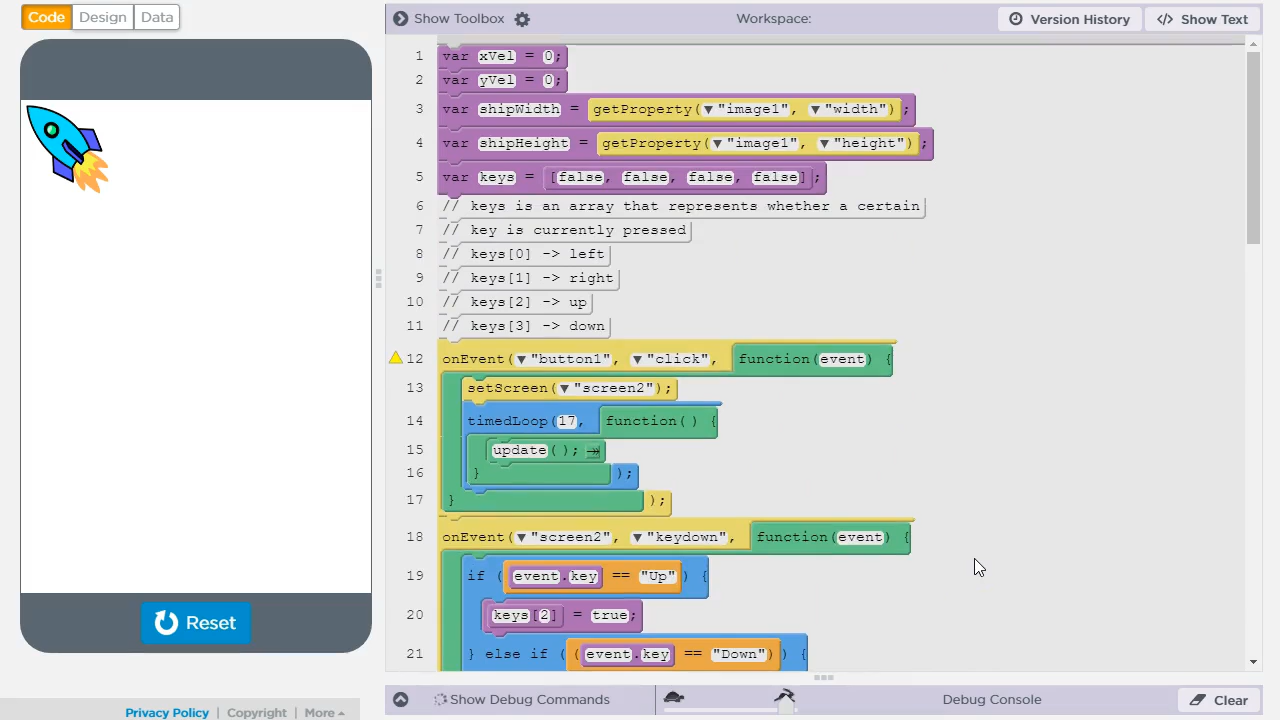 Code Design Data
Show Toolbox Workspace: Version History </> Show Text
1 var xVel = 0;
2 var yVel = 0;
3 var shipWidth = getProperty(▼"image1", ▼"width");
4 var shipHeight = getProperty(▼"image1", ▼"height");
5 var keys = [false, false, false, false];
6 // keys is an array that represents whether a certain
7 // key is currently pressed
8 // keys[0] -> left
9 // keys[1] -> right
10 // keys[2] -> up
11 // keys[3] -> down
12 onEvent(▼"button1", ▼"click", function(event) {
13 setScreen(▼"screen2");
14 timedLoop(17, function() {
15 update();
16 });
17 });
18 onEvent(▼"screen2", ▼"keydown", function(event) {
19 if (event.key == "Up") {
20 keys[2] = true;
21 } else if ((event.key == "Down")) {
Reset
Show Debug Commands Debug Console Clear
Privacy Policy | Copyright | More